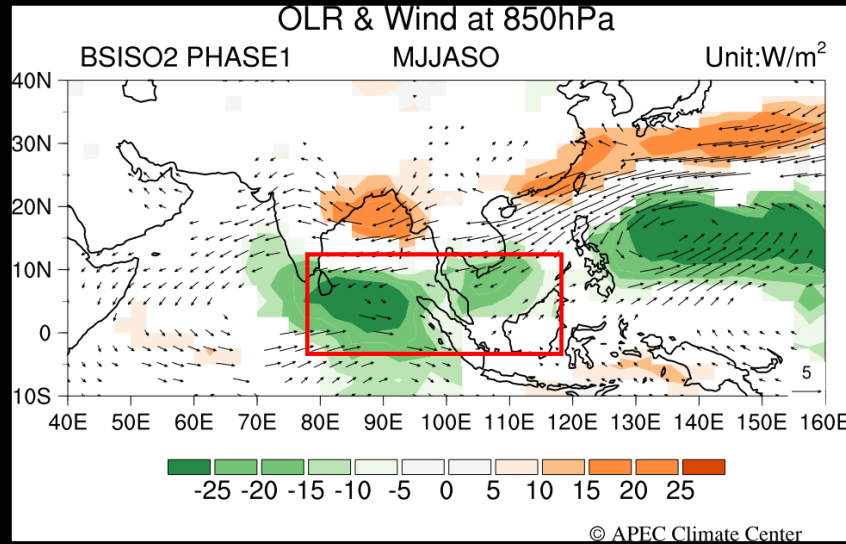 OLR & Wind at 850hPa
BSISO2 PHASE1 MJJASO Unit:W/m²
40N
30N
20N
10N
0
10S
5
40E 50E 60E 70E 80E 90E 100E 110E 120E 130E 140E 150E 160E
-25 -20 -15 -10 -5 0 5 10 15 20 25
© APEC Climate Center